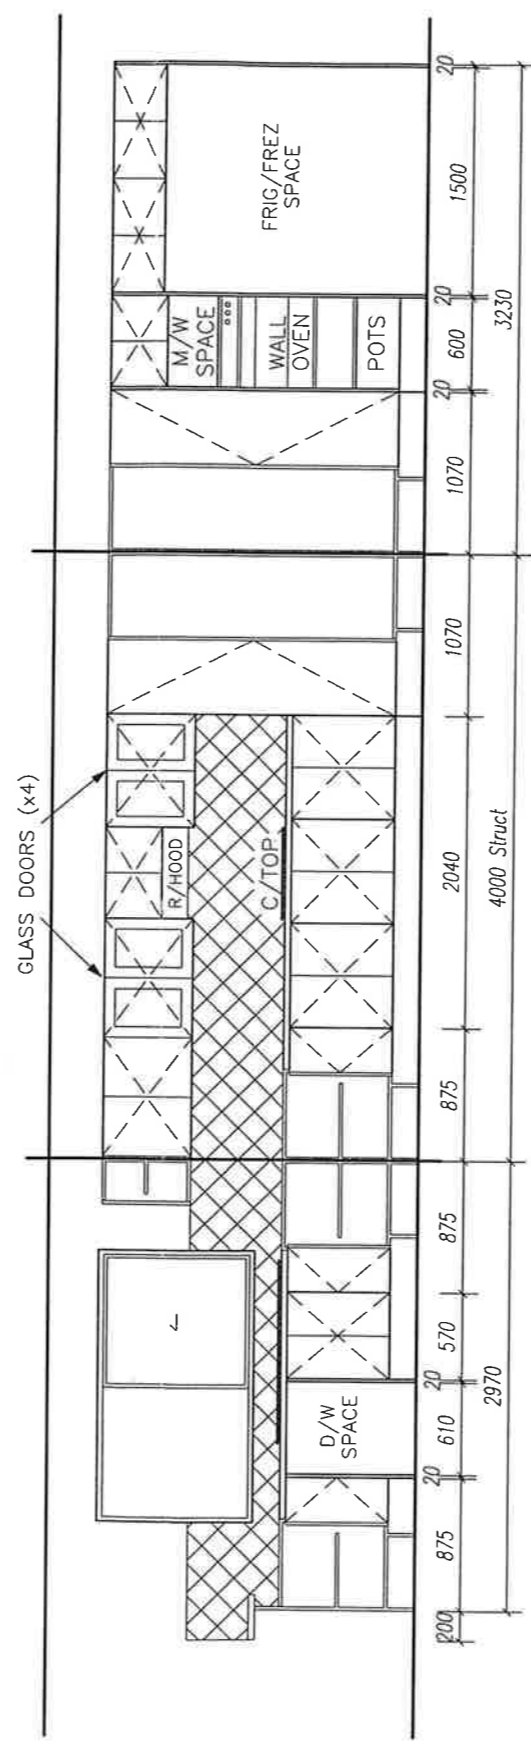 GLASS DOORS (x4)
R/HOOD
C/TOP
D/W
SPACE
M/W
SPACE
WALL
OVEN
POTS
FRIG/FREZ
SPACE
200
875
20
610
20
570
875
875
2040
1070
1070
20
600
20
1500
20
2970
4000 Struct
3230